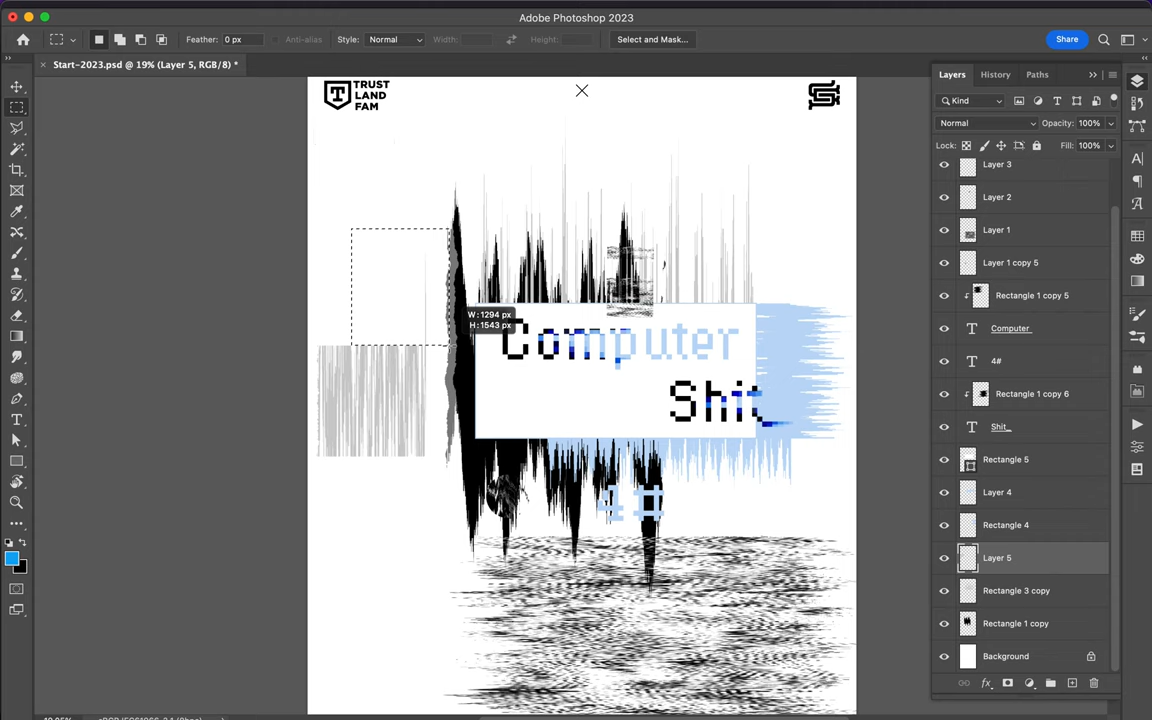 Adobe Photoshop 2023
Feather: 0 px
Anti-alias
Style: Normal
Width:
Height:
Select and Mask...
Share
Start-2023.psd @ 19% (Layer 5, RGB/8) *
Layers
History
Paths
Kind
Normal
Opacity: 100%
Lock:
Fill: 100%
Layer 3
Layer 2
Layer 1
Layer 1 copy 5
Rectangle 1 copy 5
Computer_
4#
Rectangle 1 copy 6
Shit_
Rectangle 5
Layer 4
Rectangle 4
Layer 5
Rectangle 3 copy
Rectangle 1 copy
Background
TRUST
LAND
FAM
W: 1294 px
H: 1543 px
Computer
Shit_
4#